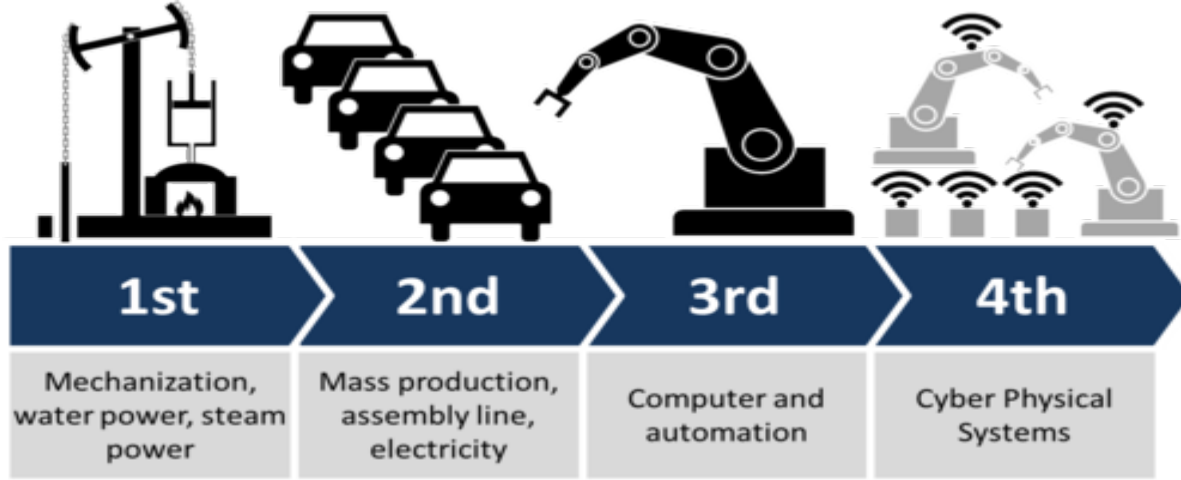 1st
2nd
3rd
4th
Mechanization,
water power, steam
power
Mass production,
assembly line,
electricity
Computer and
automation
Cyber Physical
Systems